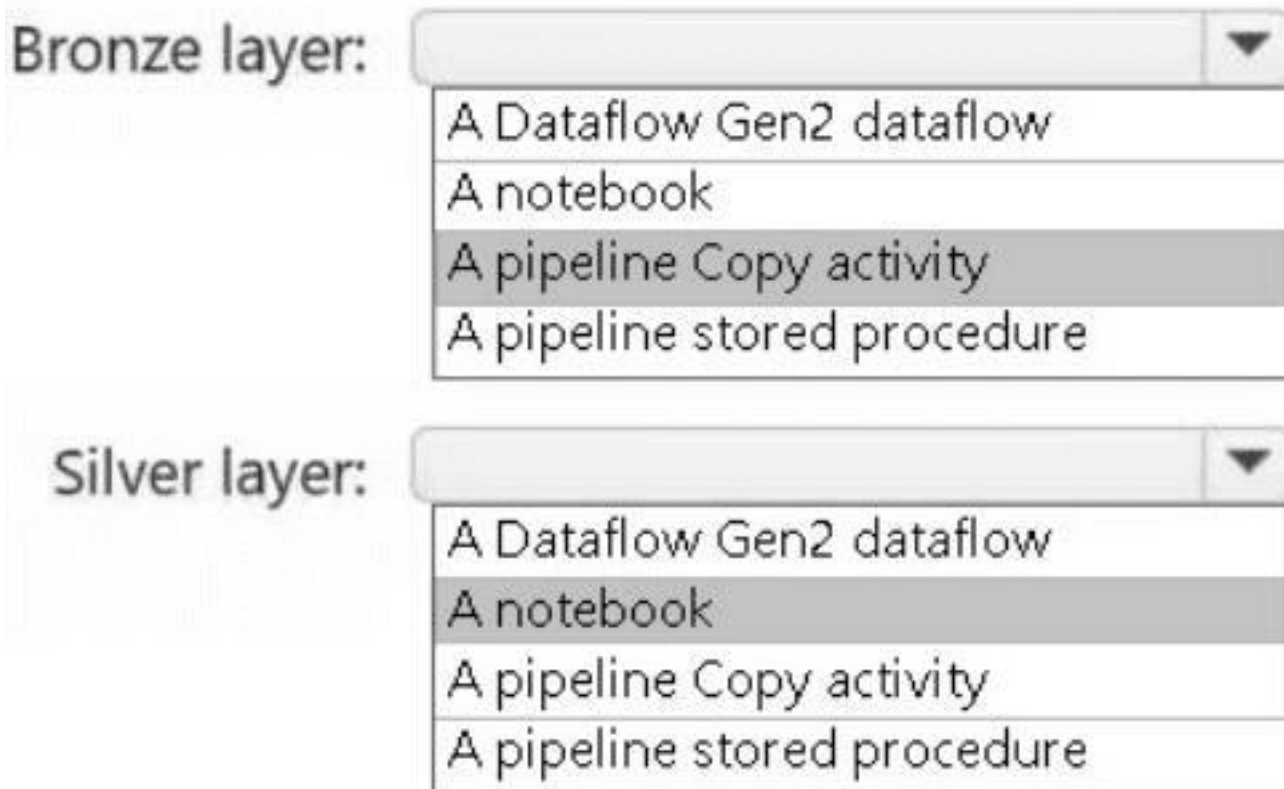 Bronze layer:
A Dataflow Gen2 dataflow
A notebook
A pipeline Copy activity
A pipeline stored procedure
Silver layer:
A Dataflow Gen2 dataflow
A notebook
A pipeline Copy activity
A pipeline stored procedure